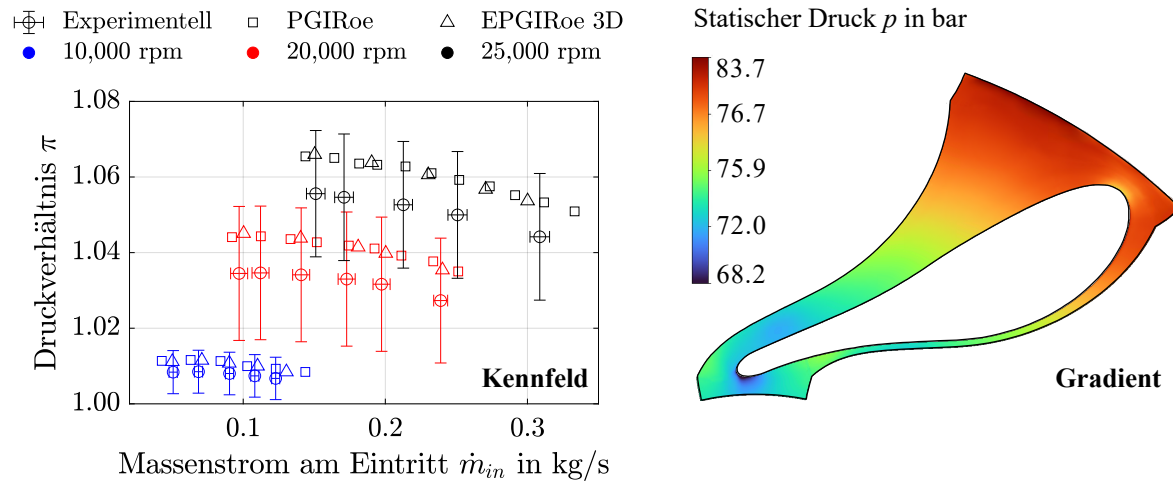 Experimentell PGIRoe EPGIRoe 3D
10,000 rpm 20,000 rpm 25,000 rpm
Statischer Druck p in bar
83.7
76.7
75.9
72.0
68.2
Druckverhältnis π
1.08
1.06
1.04
1.02
1.00
0.1 0.2 0.3
Massenstrom am Eintritt ṁ_in in kg/s
Kennfeld
Gradient